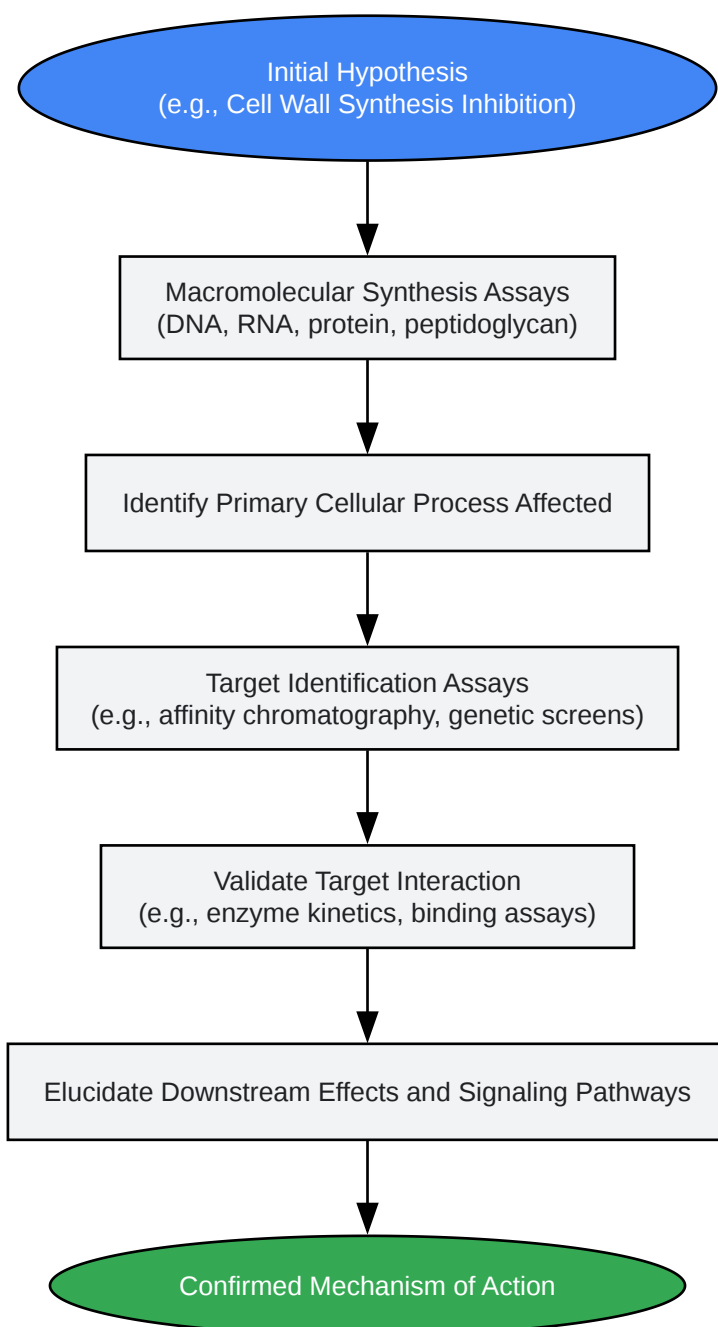 Initial Hypothesis
(e.g., Cell Wall Synthesis Inhibition)
Macromolecular Synthesis Assays
(DNA, RNA, protein, peptidoglycan)
Identify Primary Cellular Process Affected
Target Identification Assays
(e.g., affinity chromatography, genetic screens)
Validate Target Interaction
(e.g., enzyme kinetics, binding assays)
Elucidate Downstream Effects and Signaling Pathways
Confirmed Mechanism of Action